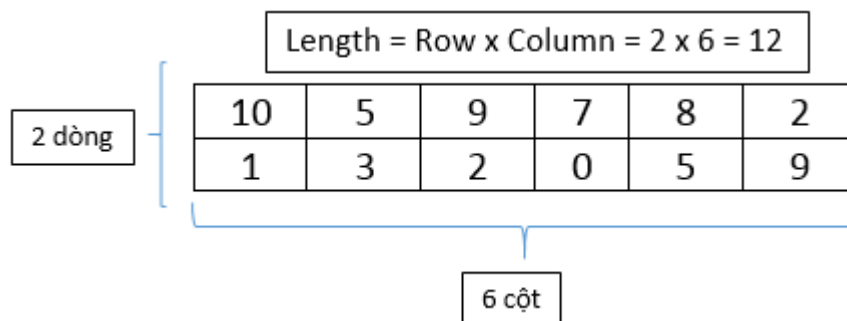 Length = Row x Column = 2 x 6 = 12
10 5 9 7 8 2
2 dòng
1 3 2 0 5 9
6 cột